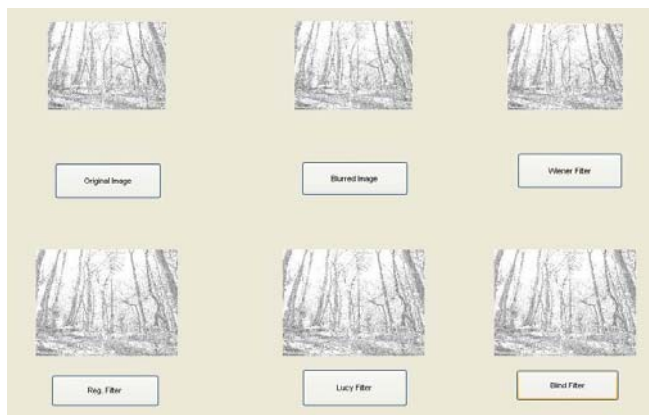 Original Image
Blurred Image
Wiener Filter
Reg. Filter
Lucy Filter
Blind Filter